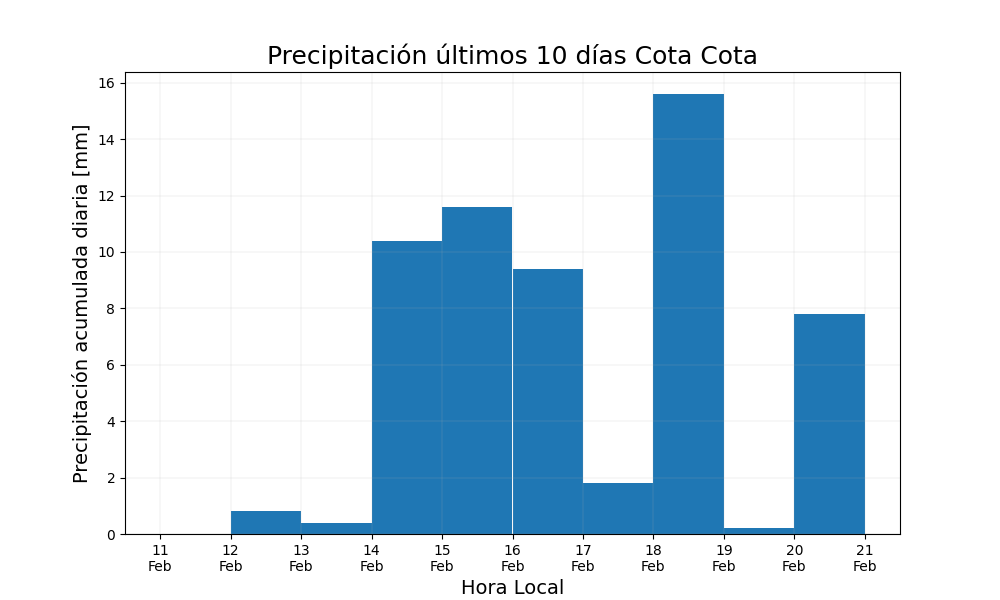 Precipitación últimos 10 días Cota Cota
Precipitación acumulada diaria [mm]
16
14
12
10
8
6
4
2
0
11 12 13 14 15 16 17 18 19 20 21
Feb Feb Feb Feb Feb Feb Feb Feb Feb Feb Feb
Hora Local